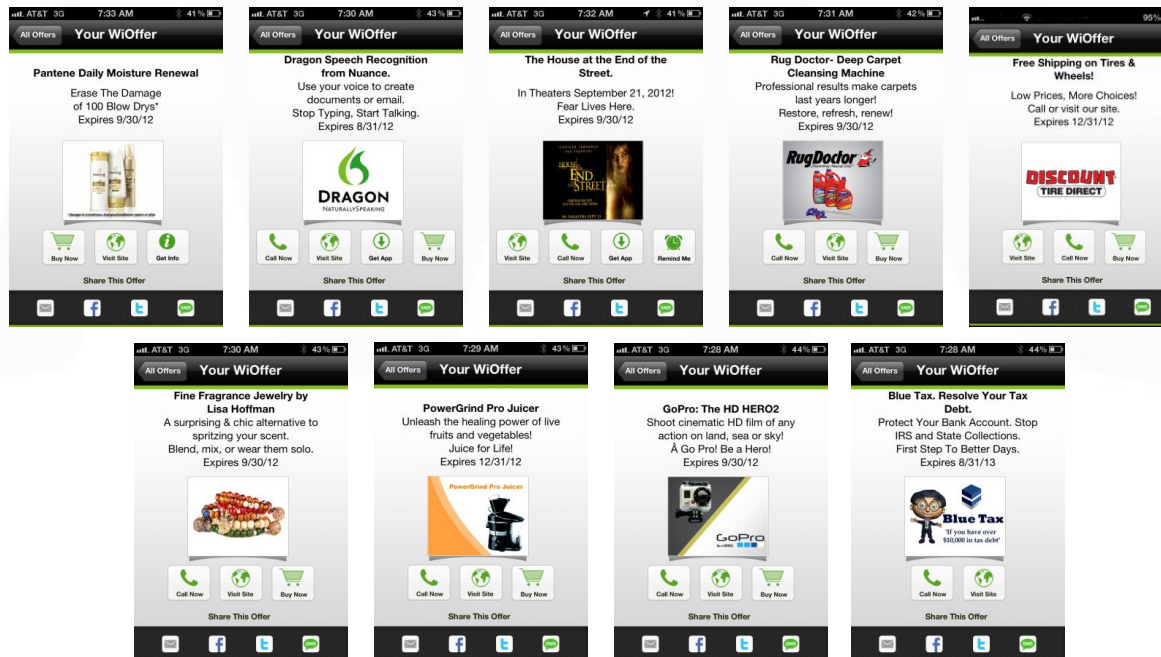 AT&T 3G 7:33 AM 41%
All Offers Your WiOffer
Pantene Daily Moisture Renewal
Erase The Damage
of 100 Blow Drys*
Expires 9/30/12
Buy Now Visit Site Get Info
Share This Offer
AT&T 3G 7:30 AM 43%
All Offers Your WiOffer
Dragon Speech Recognition
from Nuance.
Use your voice to create
documents or email.
Stop Typing, Start Talking.
Expires 8/31/12
DRAGON
NATURALLYSPEAKING
Call Now Visit Site Get App Buy Now
Share This Offer
AT&T 3G 7:32 AM 41%
All Offers Your WiOffer
The House at the End of the
Street.
In Theaters September 21, 2012!
Fear Lives Here.
Expires 9/30/12
HOUSE
END
STREET
IN THEATERS SEPT 21
Visit Site Call Now Get App Remind Me
Share This Offer
AT&T 3G 7:31 AM 42%
All Offers Your WiOffer
Rug Doctor- Deep Carpet
Cleansing Machine
Professional results make carpets
last years longer!
Restore, refresh, renew!
Expires 9/30/12
Rug Doctor
Call Now Visit Site Buy Now
Share This Offer
95%
All Offers Your WiOffer
Free Shipping on Tires &
Wheels!
Low Prices, More Choices!
Call or visit our site.
Expires 12/31/12
DISCOUNT
TIRE DIRECT
Visit Site Call Now Buy Now
Share This Offer
AT&T 3G 7:30 AM 43%
All Offers Your WiOffer
Fine Fragrance Jewelry by
Lisa Hoffman
A surprising & chic alternative to
spritzing your scent.
Blend, mix, or wear them solo.
Expires 9/30/12
Call Now Visit Site Buy Now
Share This Offer
AT&T 3G 7:29 AM 43%
All Offers Your WiOffer
PowerGrind Pro Juicer
Unleash the healing power of live
fruits and vegetables!
Juice for Life!
Expires 12/31/12
PowerGrind Pro Juicer
Call Now Visit Site Buy Now
Share This Offer
AT&T 3G 7:28 AM 44%
All Offers Your WiOffer
GoPro: The HD HERO2
Shoot cinematic HD film of any
action on land, sea or sky!
Â Go Pro! Be a Hero!
Expires 9/30/12
GoPro
Call Now Visit Site Buy Now
Share This Offer
AT&T 3G 7:28 AM 44%
All Offers Your WiOffer
Blue Tax. Resolve Your Tax
Debt.
Protect Your Bank Account. Stop
IRS and State Collections.
First Step To Better Days.
Expires 8/31/13
Blue Tax
'If you have over
$10,000 in tax debt'
Call Now Visit Site Buy Now
Share This Offer